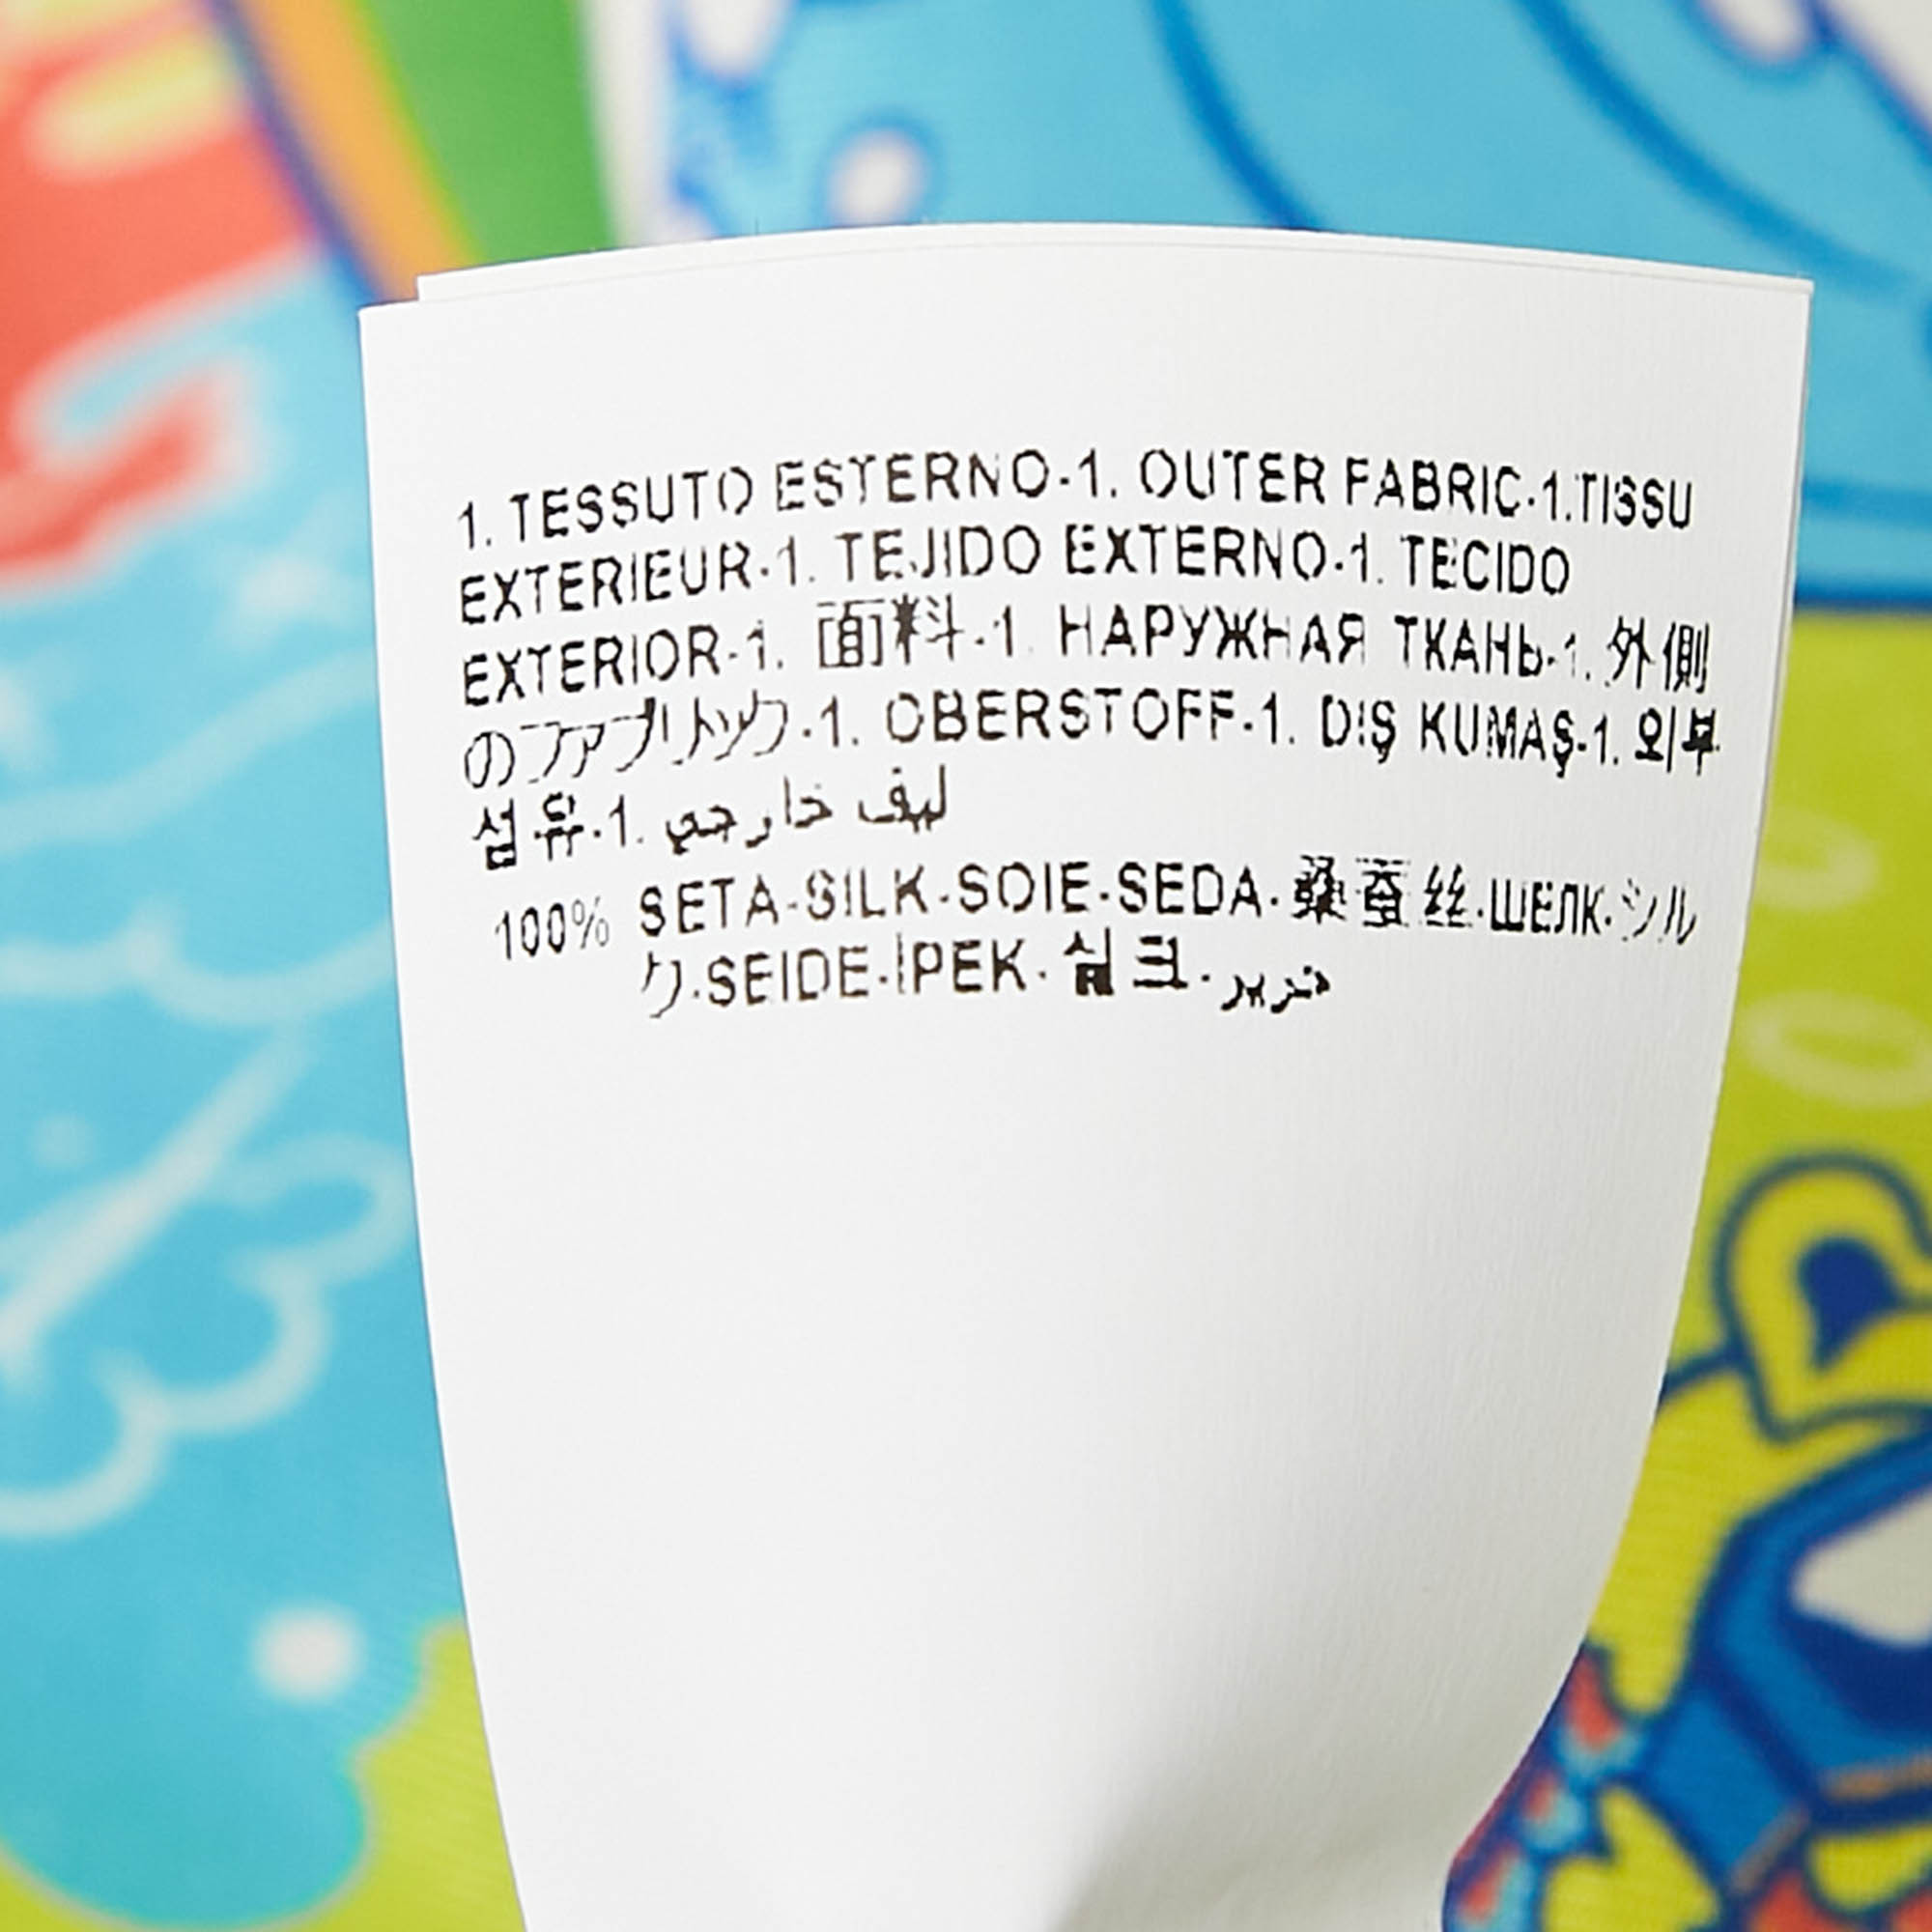 1. TESSUTO ESTERNO-1. OUTER FABRIC-1.TISSU
EXTERIEUR-1. TEJIDO EXTERNO-1. TECIDO
EXTERIOR-1. 面料-1. НАРУЖНАЯ ТКАНЬ-1. 外側
のファブリック-1. OBERSTOFF-1. DIŞ KUMAŞ-1. 외부
섬유-1. ليف خارجي
100% SETA-SILK-SOIE-SEDA-桑蚕丝-ШЕЛК-シル
ク-SEIDE-İPEK-실크-حرير